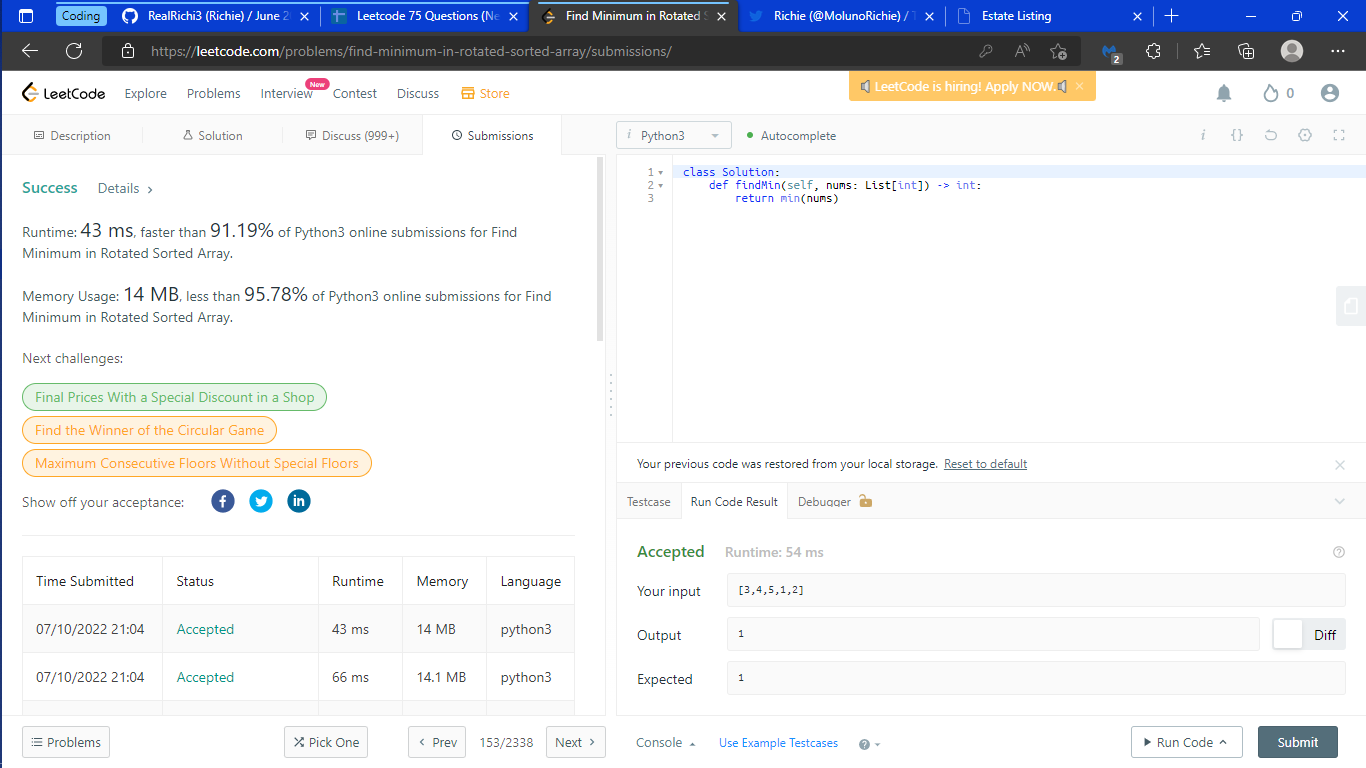 Coding
RealRichi3 (Richie) / June 2
Leetcode 75 Questions (Ne
Find Minimum in Rotated S
Richie (@MolunoRichie) / T
Estate Listing
https://leetcode.com/problems/find-minimum-in-rotated-sorted-array/submissions/
2
LeetCode
Explore
Problems
Interview
New
Contest
Discuss
Store
LeetCode is hiring! Apply NOW.
0
Description
Solution
Discuss (999+)
Submissions
i Python3
Autocomplete
i {}
Success
Details
Runtime: 43 ms, faster than 91.19% of Python3 online submissions for Find
Minimum in Rotated Sorted Array.
Memory Usage: 14 MB, less than 95.78% of Python3 online submissions for Find
Minimum in Rotated Sorted Array.
Next challenges:
Final Prices With a Special Discount in a Shop
Find the Winner of the Circular Game
Maximum Consecutive Floors Without Special Floors
Show off your acceptance:
Time Submitted Status Runtime Memory Language
07/10/2022 21:04 Accepted 43 ms 14 MB python3
07/10/2022 21:04 Accepted 66 ms 14.1 MB python3
1 class Solution:
2 def findMin(self, nums: List[int]) -> int:
3 return min(nums)
Your previous code was restored from your local storage. Reset to default
Testcase
Run Code Result
Debugger
Accepted Runtime: 54 ms
Your input [3,4,5,1,2]
Output 1
Diff
Expected 1
Problems
Pick One
Prev
153/2338
Next
Console
Use Example Testcases
Run Code
Submit